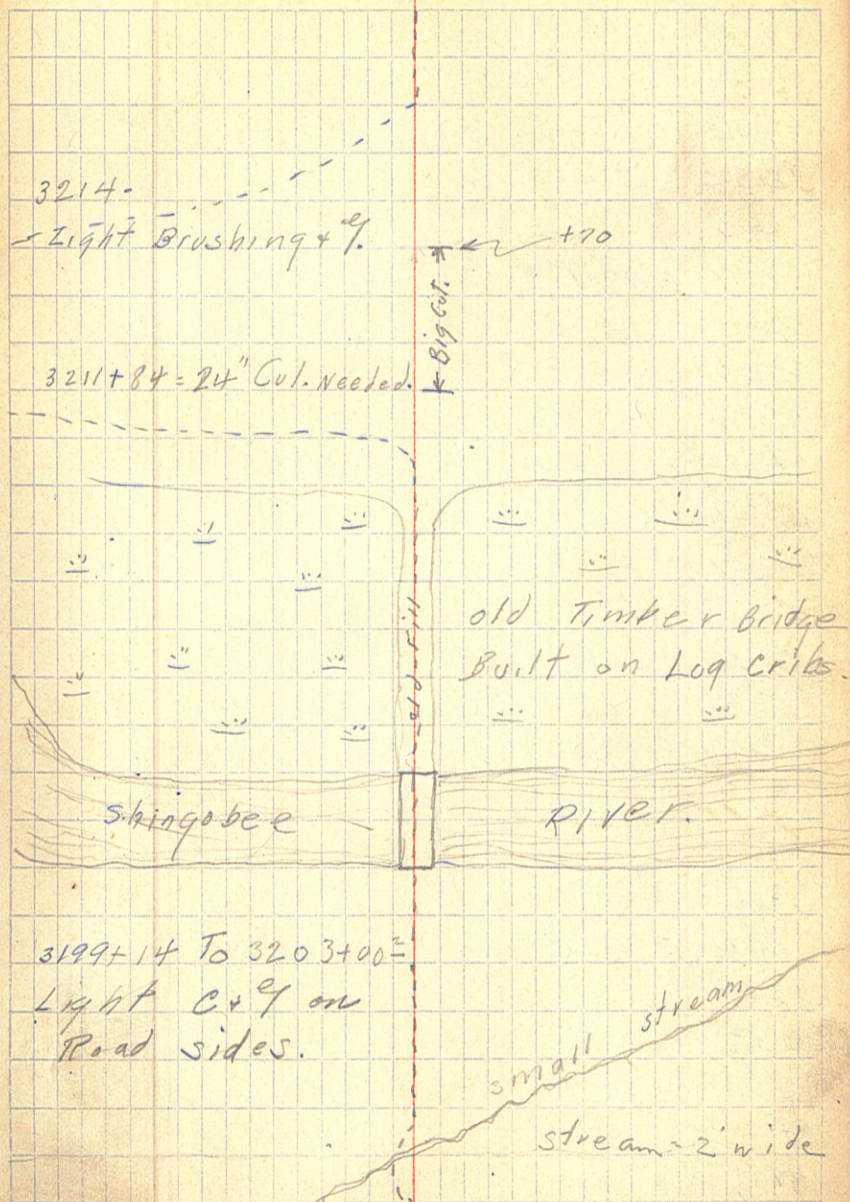 3214-
Light Brushing +
+70
Big Cut.
3211+84 = 24" Cul. Needed.
old Fill
old Timber Bridge
Built on Log Cribs.
Shingobee River.
3199+14 To 3203+00=
Light C + on
Road sides.
small stream
stream = 2' wide